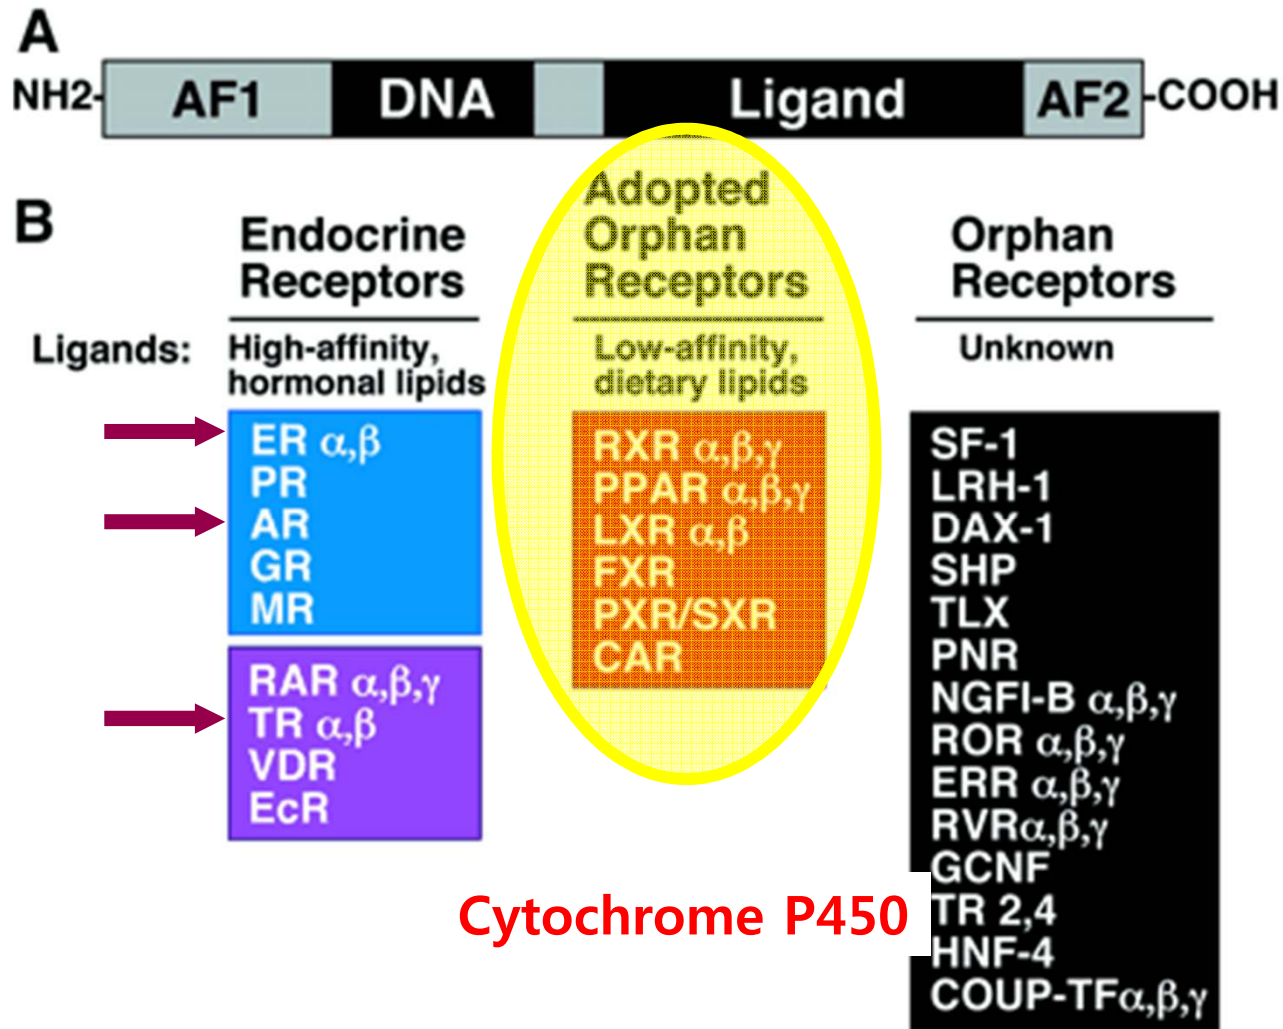 A
NH2- AF1 DNA Ligand AF2 -COOH
B
Endocrine
Receptors
Adopted
Orphan
Receptors
Orphan
Receptors
Ligands:
High-affinity,
hormonal lipids
Low-affinity,
dietary lipids
Unknown
ER α,β
PR
AR
GR
MR
RAR α,β,γ
TR α,β
VDR
EcR
RXR α,β,γ
PPAR α,β,γ
LXR α,β
FXR
PXR/SXR
CAR
SF-1
LRH-1
DAX-1
SHP
TLX
PNR
NGFI-B α,β,γ
ROR α,β,γ
ERR α,β,γ
RVRα,β,γ
GCNF
TR 2,4
HNF-4
COUP-TFα,β,γ
Cytochrome P450